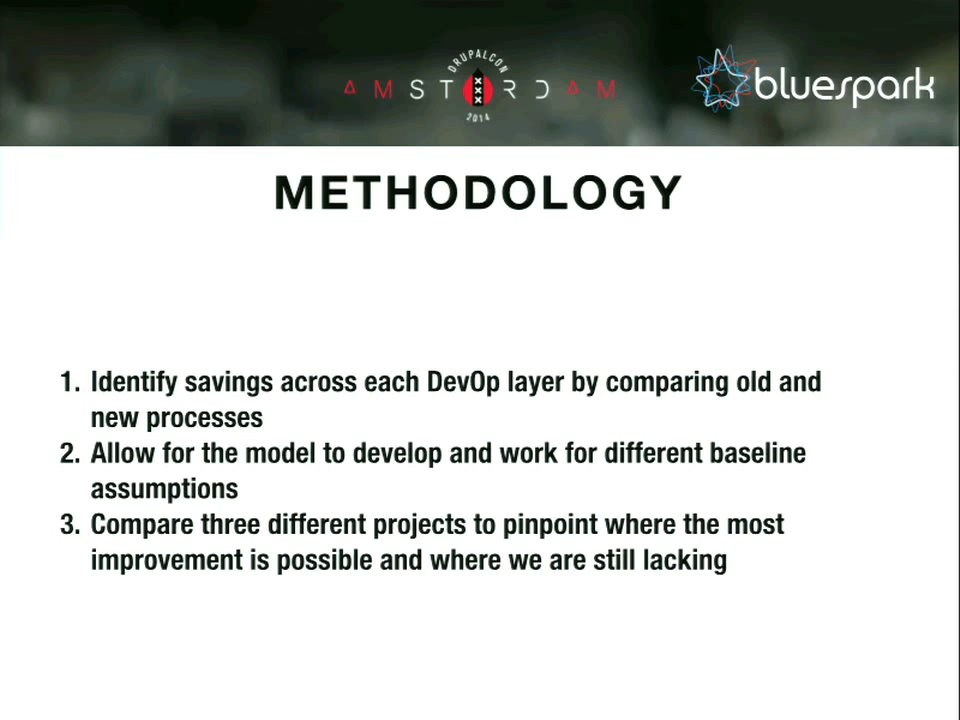 DRUPALCON
AMSTERDAM
2014
bluespark
METHODOLOGY
1. Identify savings across each DevOp layer by comparing old and
new processes
2. Allow for the model to develop and work for different baseline
assumptions
3. Compare three different projects to pinpoint where the most
improvement is possible and where we are still lacking